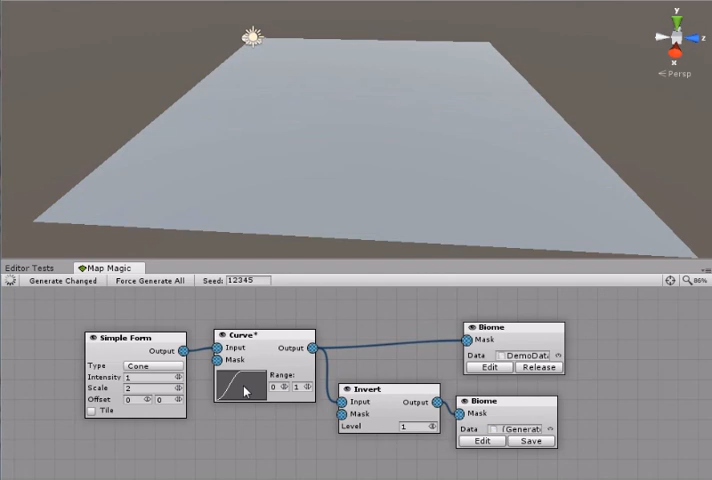 y
z
x
Persp
Editor Tests
Map Magic
Generate Changed
Force Generate All
Seed: 12345
86%
Simple Form
Output
Type Cone
Intensity 1
Scale 2
Offset 0 0
Tile
Curve*
Input Output
Mask
Range:
0 1
Invert
Input Output
Mask
Level 1
Biome
Mask
Data DemoDat
Edit Release
Biome
Mask
Data (Generat
Edit Save